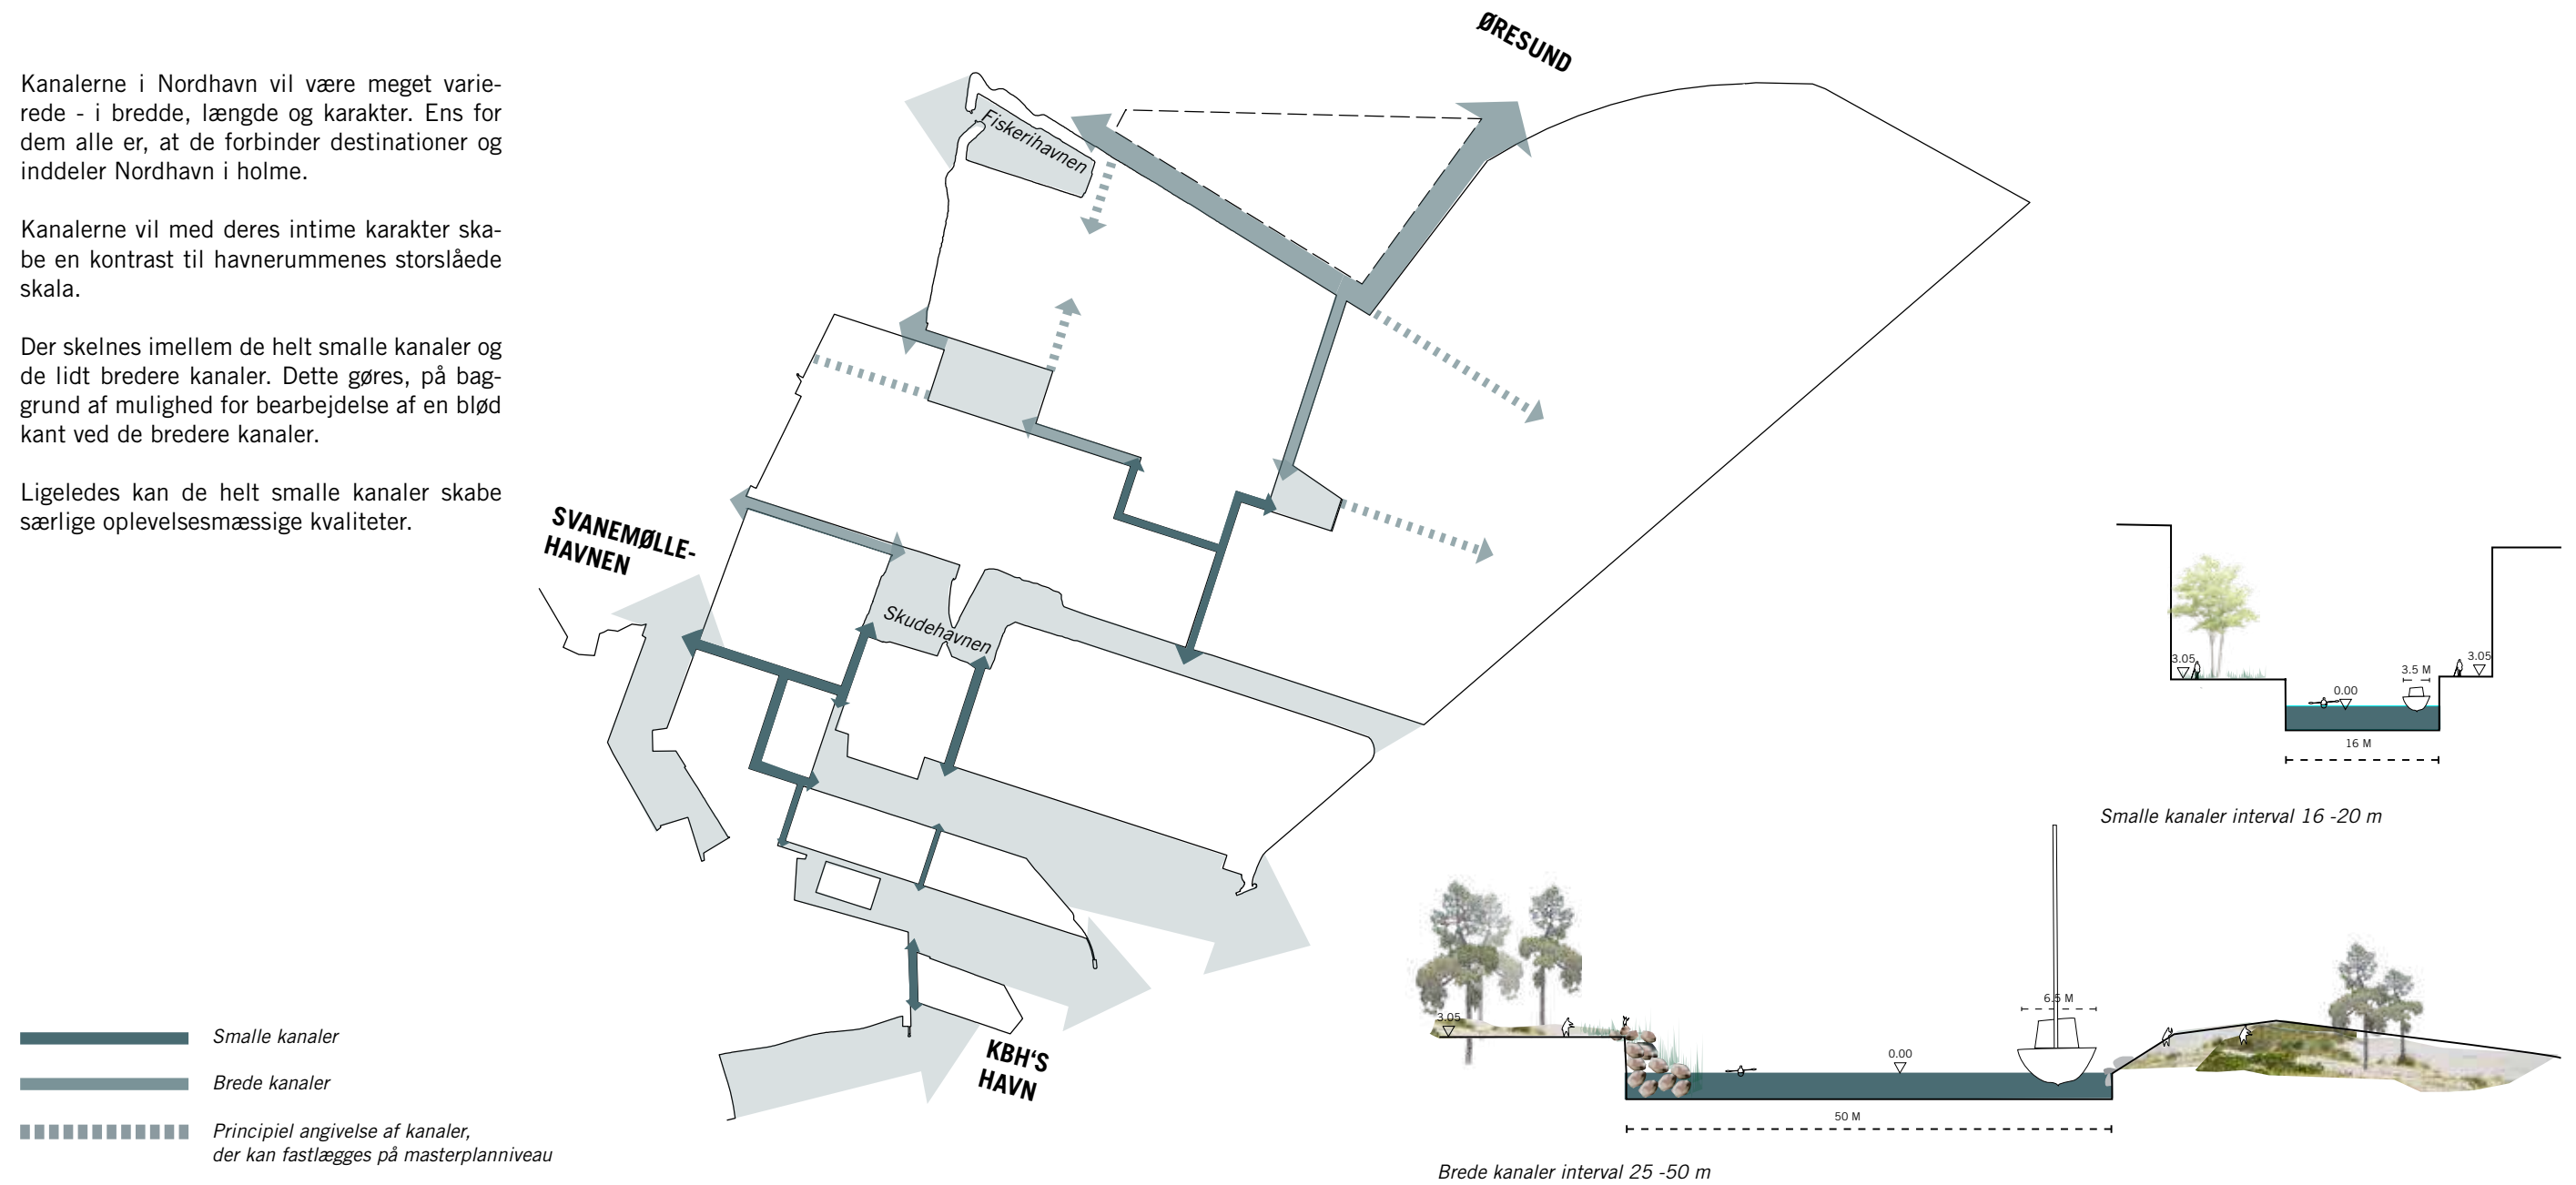 Kanalerne i Nordhavn vil være meget varie-
rede - i bredde, længde og karakter. Ens for
dem alle er, at de forbinder destinationer og
inddeler Nordhavn i holme.
Kanalerne vil med deres intime karakter ska-
be en kontrast til havnerummenes storslåede
skala.
Der skelnes imellem de helt smalle kanaler og
de lidt bredere kanaler. Dette gøres, på bag-
grund af mulighed for bearbejdelse af en blød
kant ved de bredere kanaler.
Ligeledes kan de helt smalle kanaler skabe
særlige oplevelsesmæssige kvaliteter.
ØRESUND
Fiskerihavnen
SVANEMØLLE-
HAVNEN
Skudehavnen
KBH'S
HAVN
Smalle kanaler
Brede kanaler
Principiel angivelse af kanaler,
der kan fastlægges på masterplanniveau
3.05
0.00
3.5 M
3.05
16 M
Smalle kanaler interval 16 -20 m
3.05
0.00
6.5 M
50 M
Brede kanaler interval 25 -50 m